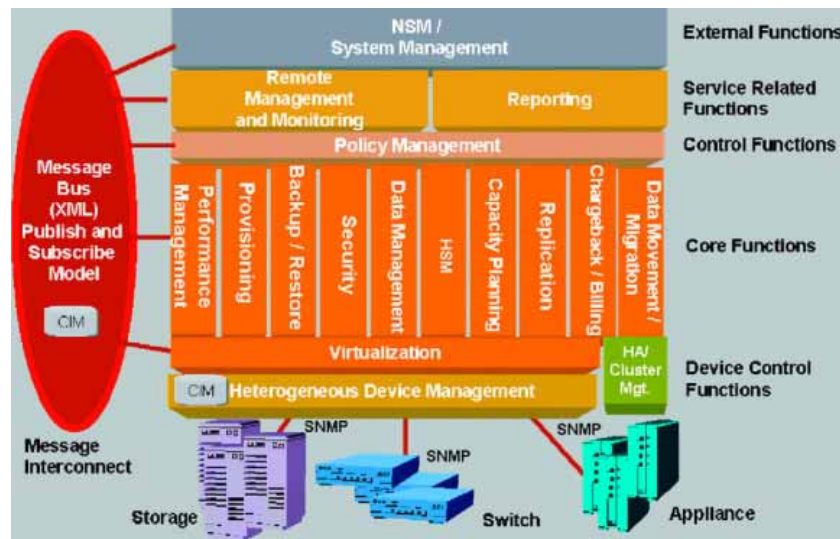 NSM /
System Management
External Functions
Remote
Management
and Monitoring
Reporting
Service Related
Functions
Policy Management
Control Functions
Message
Bus
(XML)
Publish and
Subscribe
Model
CIM
Performance
Management
Provisioning
Backup / Restore
Security
Data Management
HSM
Capacity Planning
Replication
Chargeback / Billing
Data Movement /
Migration
Core Functions
Virtualization
HA/
Cluster
Mgt.
Device Control
Functions
CIM
Heterogeneous Device Management
Message
Interconnect
SNMP
SNMP
SNMP
Storage
Switch
Appliance